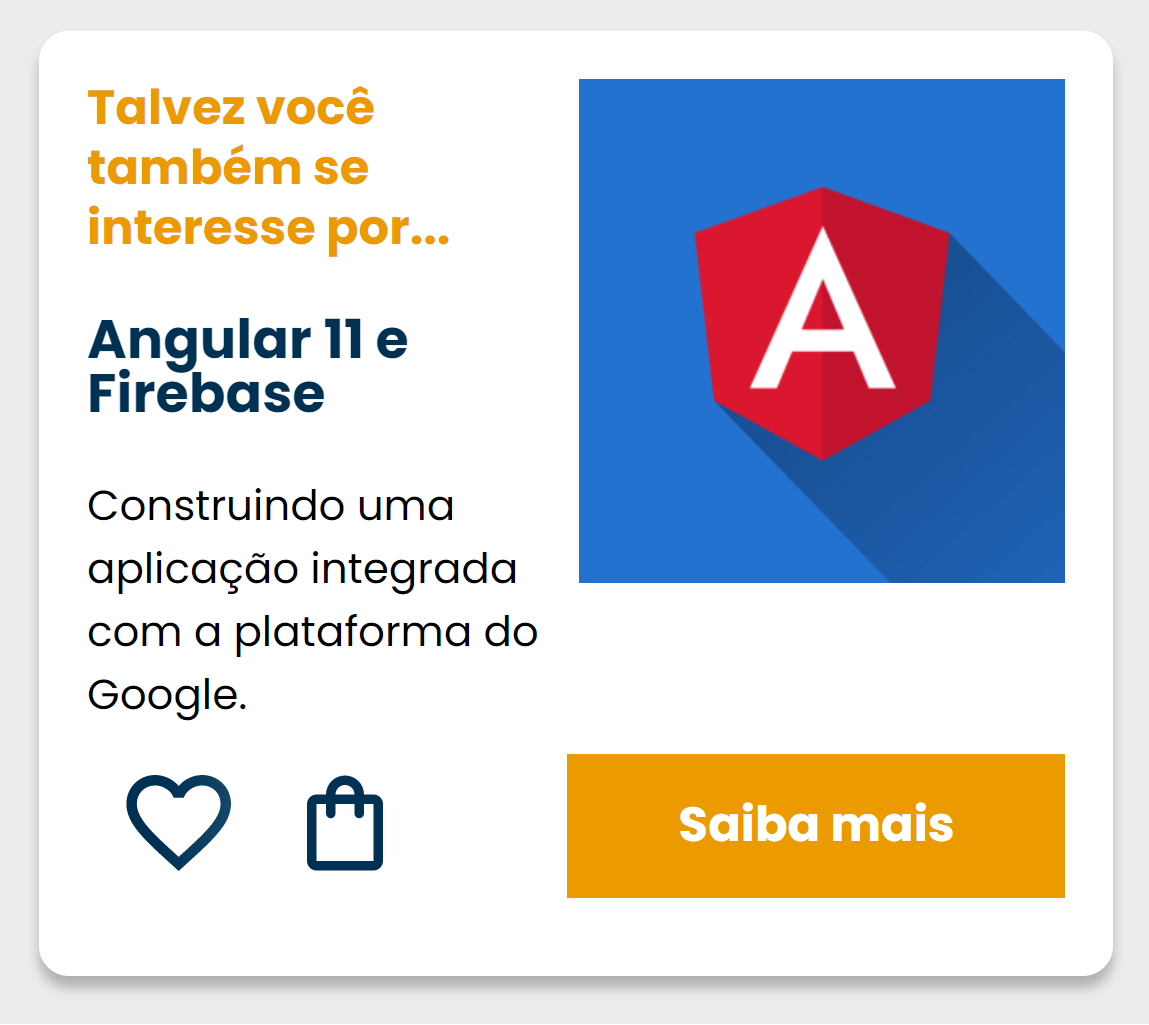 Talvez você
também se
interesse por...
Angular 11 e
Firebase
Construindo uma
aplicação integrada
com a plataforma do
Google.
A
Saiba mais